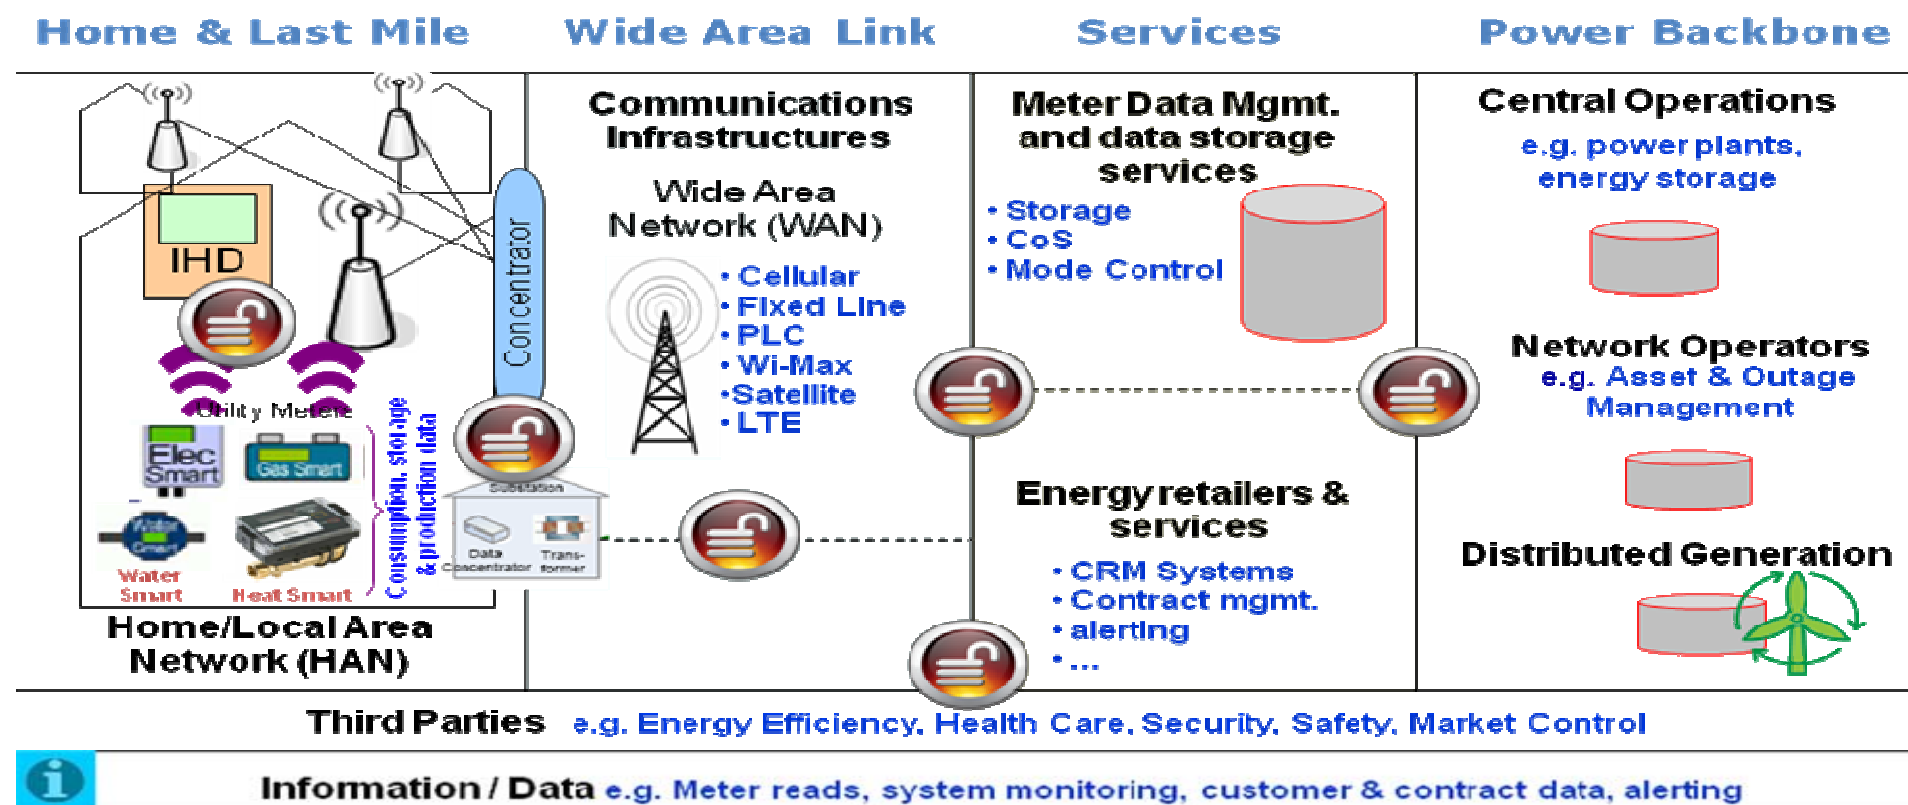 Home & Last Mile
Wide Area Link
Services
Power Backbone
IHD
Concentrator
Utility Meters
Elec
Smart
Gas Smart
Water
Smart
Water
Smart
Heat Smart
Consumption, storage
& production data
Substation
Data
Concentrator
Trans-
former
Home/Local Area
Network (HAN)
Communications
Infrastructures
Wide Area
Network (WAN)
• Cellular
• Fixed Line
• PLC
• Wi-Max
•Satellite
• LTE
Meter Data Mgmt.
and data storage
services
• Storage
• CoS
• Mode Control
Energy retailers &
services
• CRM Systems
• Contract mgmt.
• alerting
• ...
Central Operations
e.g. power plants,
energy storage
Network Operators
e.g. Asset & Outage
Management
Distributed Generation
Third Parties e.g. Energy Efficiency, Health Care, Security, Safety, Market Control
i
Information / Data e.g. Meter reads, system monitoring, customer & contract data, alerting